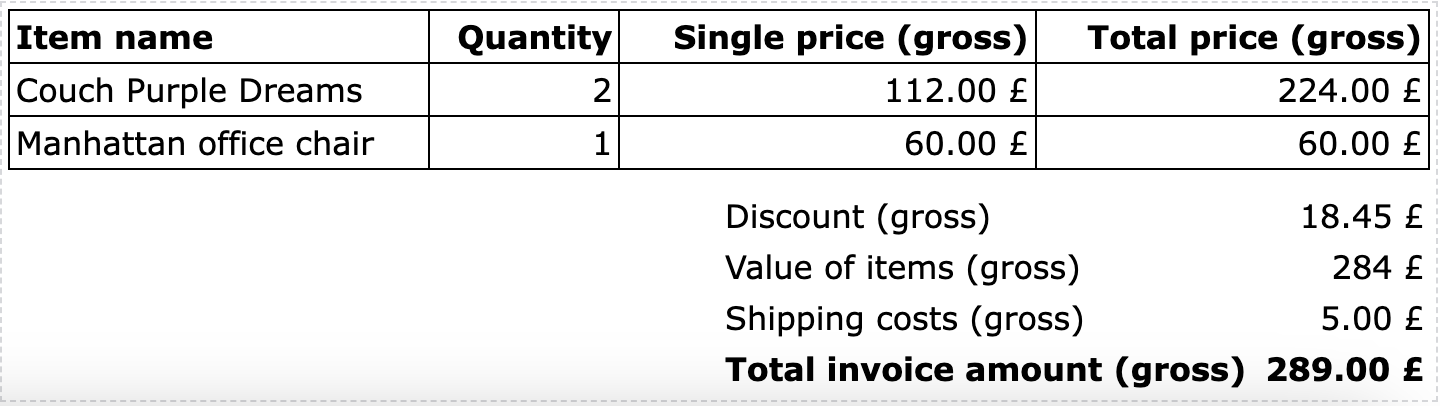 Item name Quantity Single price (gross) Total price (gross)
Couch Purple Dreams 2 112.00 £ 224.00 £
Manhattan office chair 1 60.00 £ 60.00 £
Discount (gross) 18.45 £
Value of items (gross) 284 £
Shipping costs (gross) 5.00 £
Total invoice amount (gross) 289.00 £